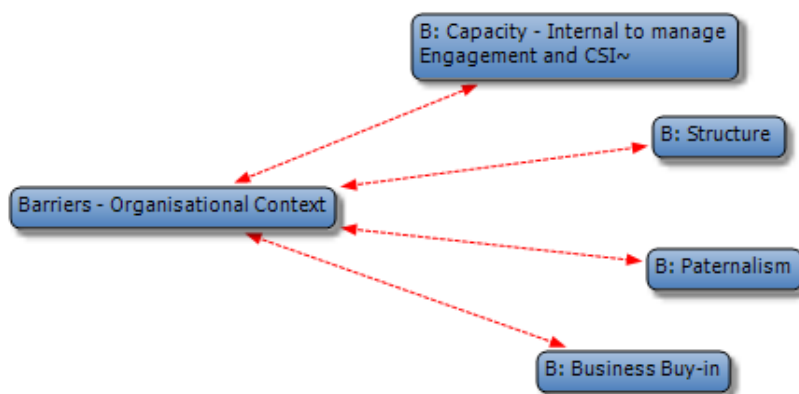 B: Capacity - Internal to manage
Engagement and CSI~
B: Structure
Barriers - Organisational Context
B: Paternalism
B: Business Buy-in